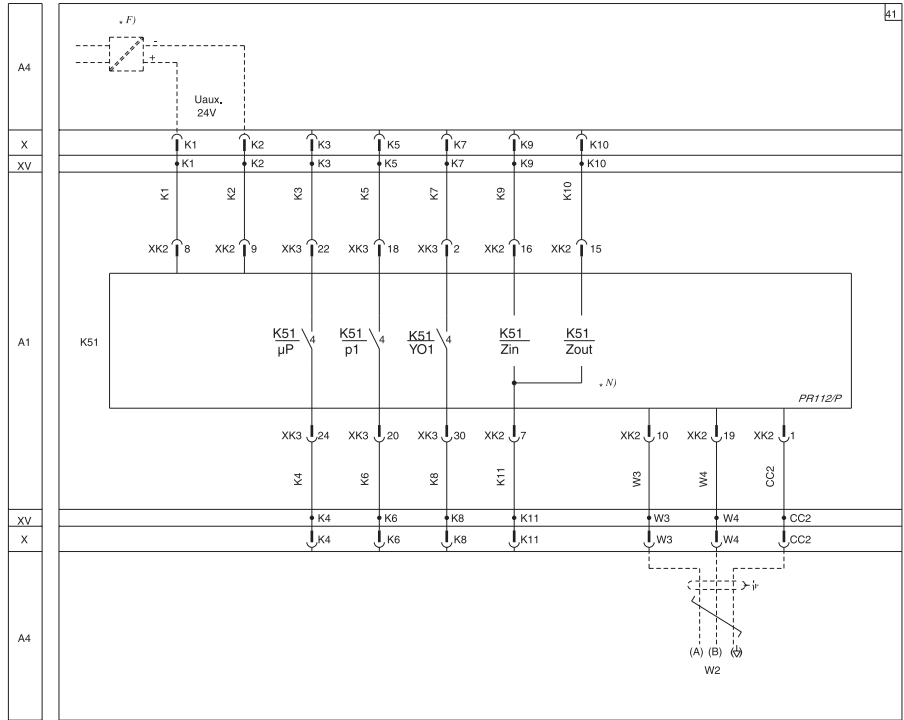 41
* F)
-
+
A4
Uaux.
24V
X K1 K2 K3 K5 K7 K9 K10
XV K1 K2 K3 K5 K7 K9 K10
K1 K2 K3 K5 K7 K9 K10
XK2 8 XK2 9 XK3 22 XK3 18 XK3 2 XK2 16 XK2 15
A1 K51
K51 4 K51 4 K51 4 K51 K51
µP p1 YO1 Zin Zout
* N)
PR112/P
XK3 24 XK3 20 XK3 30 XK2 7 XK2 10 XK2 19 XK2 1
K4 K6 K8 K11 W3 W4 CC2
XV K4 K6 K8 K11 W3 W4 CC2
X K4 K6 K8 K11 W3 W4 CC2
A4
(A) (B)
W2